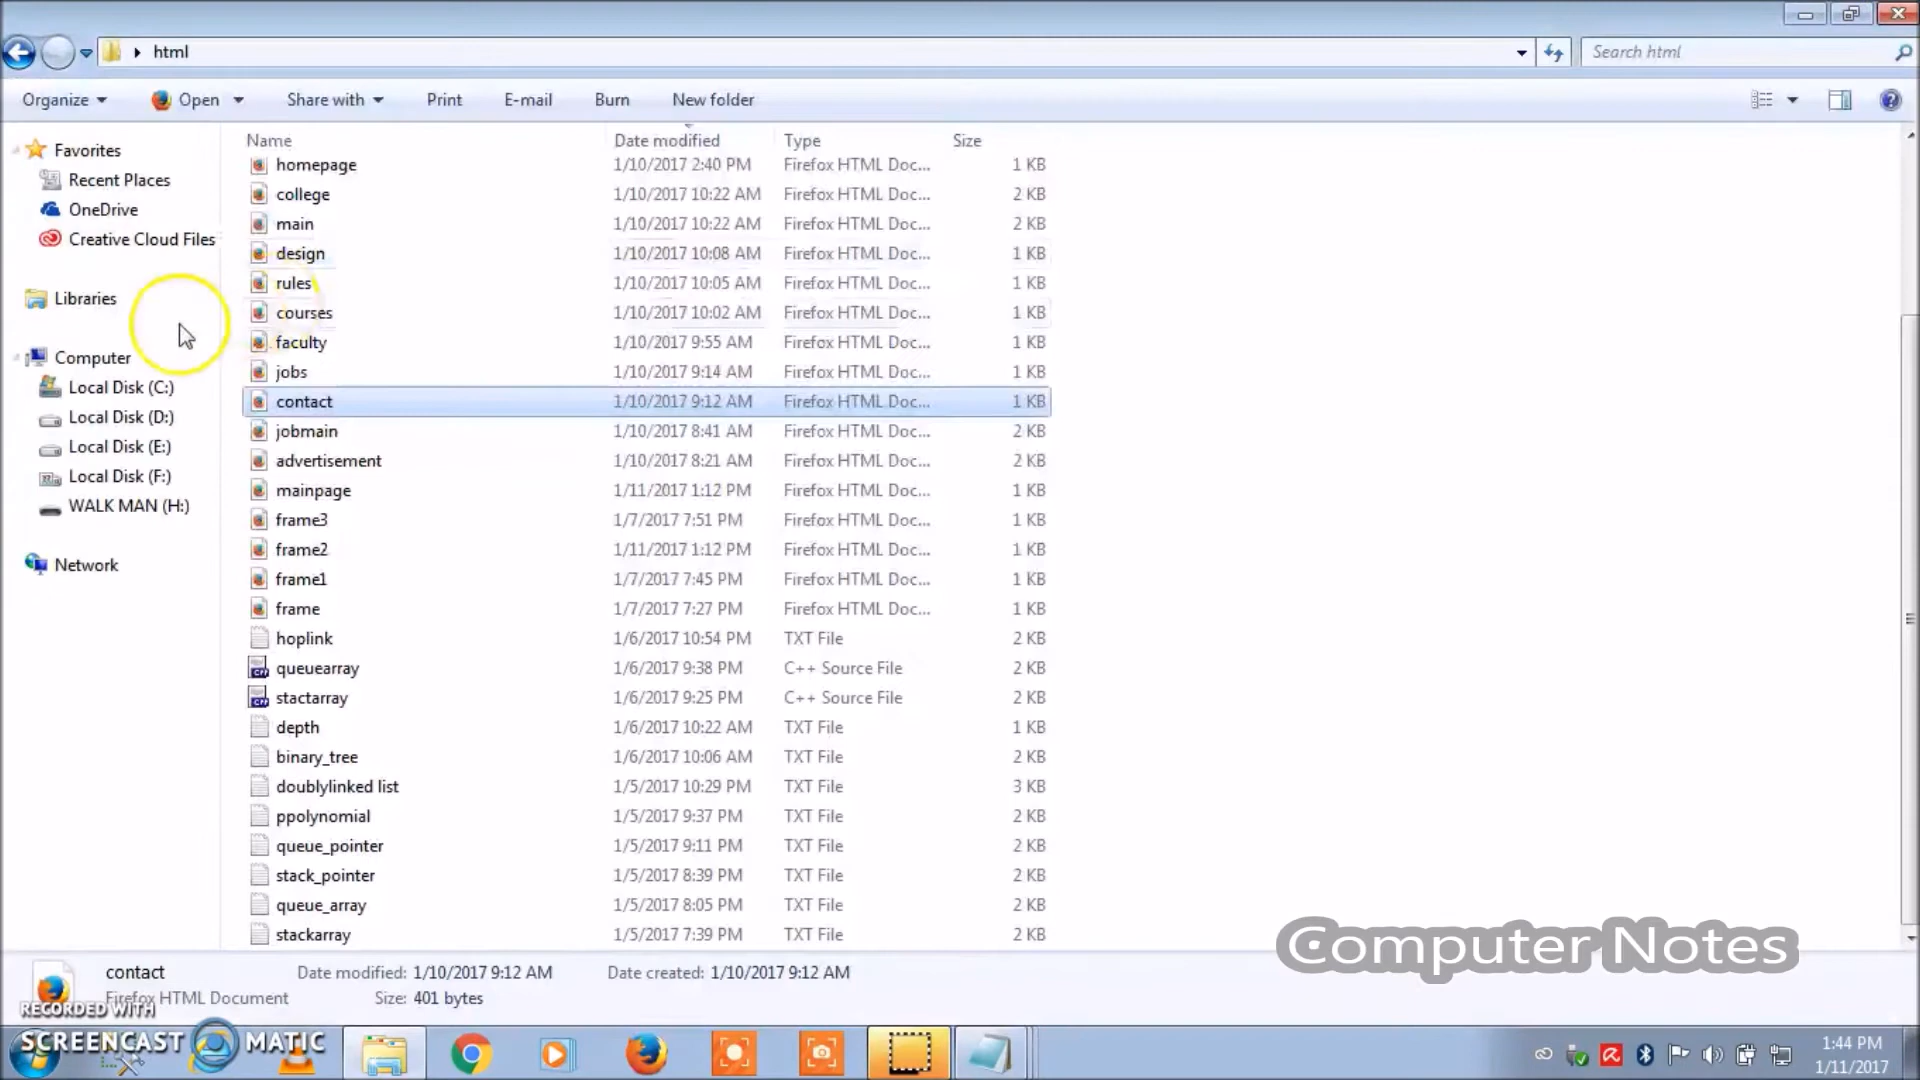 html
Search html
Organize Open Share with Print E-mail Burn New folder
Name Date modified Type Size
Favorites
Recent Places
OneDrive
Creative Cloud Files
Libraries
Computer
Local Disk (C:)
Local Disk (D:)
Local Disk (E:)
Local Disk (F:)
WALK MAN (H:)
Network
homepage 1/10/2017 2:40 PM Firefox HTML Doc... 1 KB
college 1/10/2017 10:22 AM Firefox HTML Doc... 2 KB
main 1/10/2017 10:22 AM Firefox HTML Doc... 2 KB
design 1/10/2017 10:08 AM Firefox HTML Doc... 1 KB
rules 1/10/2017 10:05 AM Firefox HTML Doc... 1 KB
courses 1/10/2017 10:02 AM Firefox HTML Doc... 1 KB
faculty 1/10/2017 9:55 AM Firefox HTML Doc... 1 KB
jobs 1/10/2017 9:14 AM Firefox HTML Doc... 1 KB
contact 1/10/2017 9:12 AM Firefox HTML Doc... 1 KB
jobmain 1/10/2017 8:41 AM Firefox HTML Doc... 2 KB
advertisement 1/10/2017 8:21 AM Firefox HTML Doc... 2 KB
mainpage 1/11/2017 1:12 PM Firefox HTML Doc... 1 KB
frame3 1/7/2017 7:51 PM Firefox HTML Doc... 1 KB
frame2 1/11/2017 1:12 PM Firefox HTML Doc... 1 KB
frame1 1/7/2017 7:45 PM Firefox HTML Doc... 1 KB
frame 1/7/2017 7:27 PM Firefox HTML Doc... 1 KB
hoplink 1/6/2017 10:54 PM TXT File 2 KB
queuearray 1/6/2017 9:38 PM C++ Source File 2 KB
stactarray 1/6/2017 9:25 PM C++ Source File 2 KB
depth 1/6/2017 10:22 AM TXT File 1 KB
binary_tree 1/6/2017 10:06 AM TXT File 2 KB
doublylinked list 1/5/2017 10:29 PM TXT File 3 KB
ppolynomial 1/5/2017 9:37 PM TXT File 2 KB
queue_pointer 1/5/2017 9:11 PM TXT File 2 KB
stack_pointer 1/5/2017 8:39 PM TXT File 2 KB
queue_array 1/5/2017 8:05 PM TXT File 2 KB
stackarray 1/5/2017 7:39 PM TXT File 2 KB
Computer Notes
contact Date modified: 1/10/2017 9:12 AM Date created: 1/10/2017 9:12 AM
Firefox HTML Document Size: 401 bytes
RECORDED WITH
SCREENCAST MATIC
1:44 PM
1/11/2017